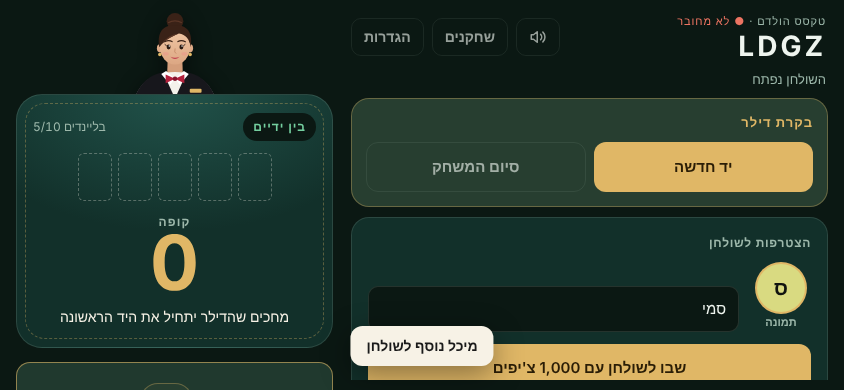 טקסס הולדם · ● לא מחובר
LDGZ
השולחן נפתח
שחקנים
הגדרות
בקרת דילר
יד חדשה
סיום המשחק
הצטרפות לשולחן
ס
תמונה
סמי
שבו לשולחן עם 1,000 צ'יפים
מיכל נוסף לשולחן
בין ידיים
בליינדים 5/10
קופה
0
מחכים שהדילר יתחיל את היד הראשונה